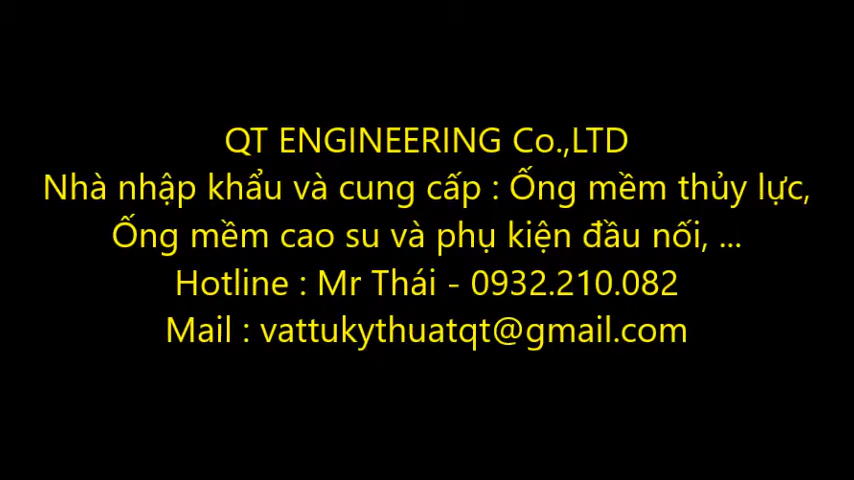 QT ENGINEERING Co.,LTD
Nhà nhập khẩu và cung cấp : Ống mềm thủy lực,
Ống mềm cao su và phụ kiện đầu nối, ...
Hotline : Mr Thái - 0932.210.082
Mail : vattukythuatqt@gmail.com